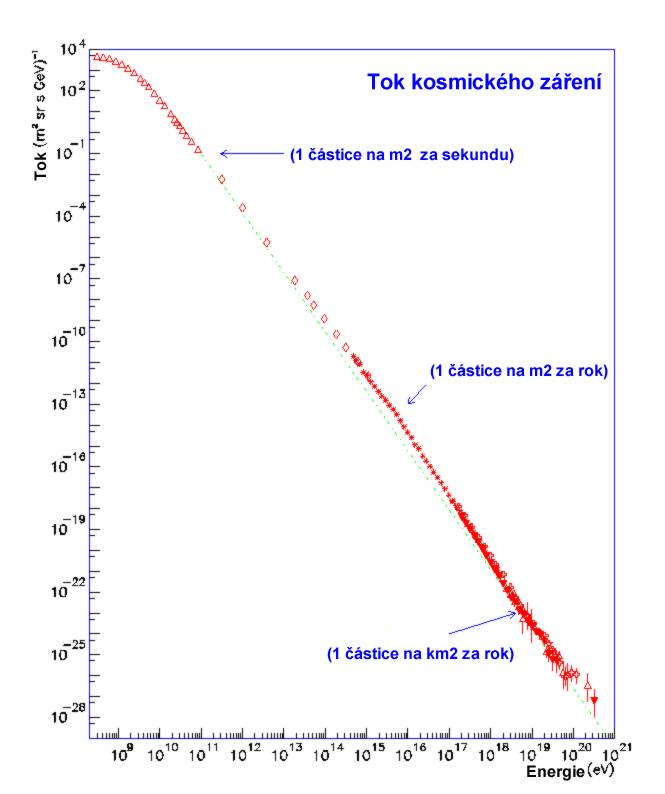 Tok kosmického záření
Tok (m² sr s GeV)⁻¹
10⁴
10²
10⁻¹
10⁻⁴
10⁻⁷
10⁻¹⁰
10⁻¹³
10⁻¹⁶
10⁻¹⁹
10⁻²²
10⁻²⁵
10⁻²⁸
(1 částice na m2 za sekundu)
(1 částice na m2 za rok)
(1 částice na km2 za rok)
10⁹ 10¹⁰ 10¹¹ 10¹² 10¹³ 10¹⁴ 10¹⁵ 10¹⁶ 10¹⁷ 10¹⁸ 10¹⁹ 10²⁰ 10²¹
Energie (eV)